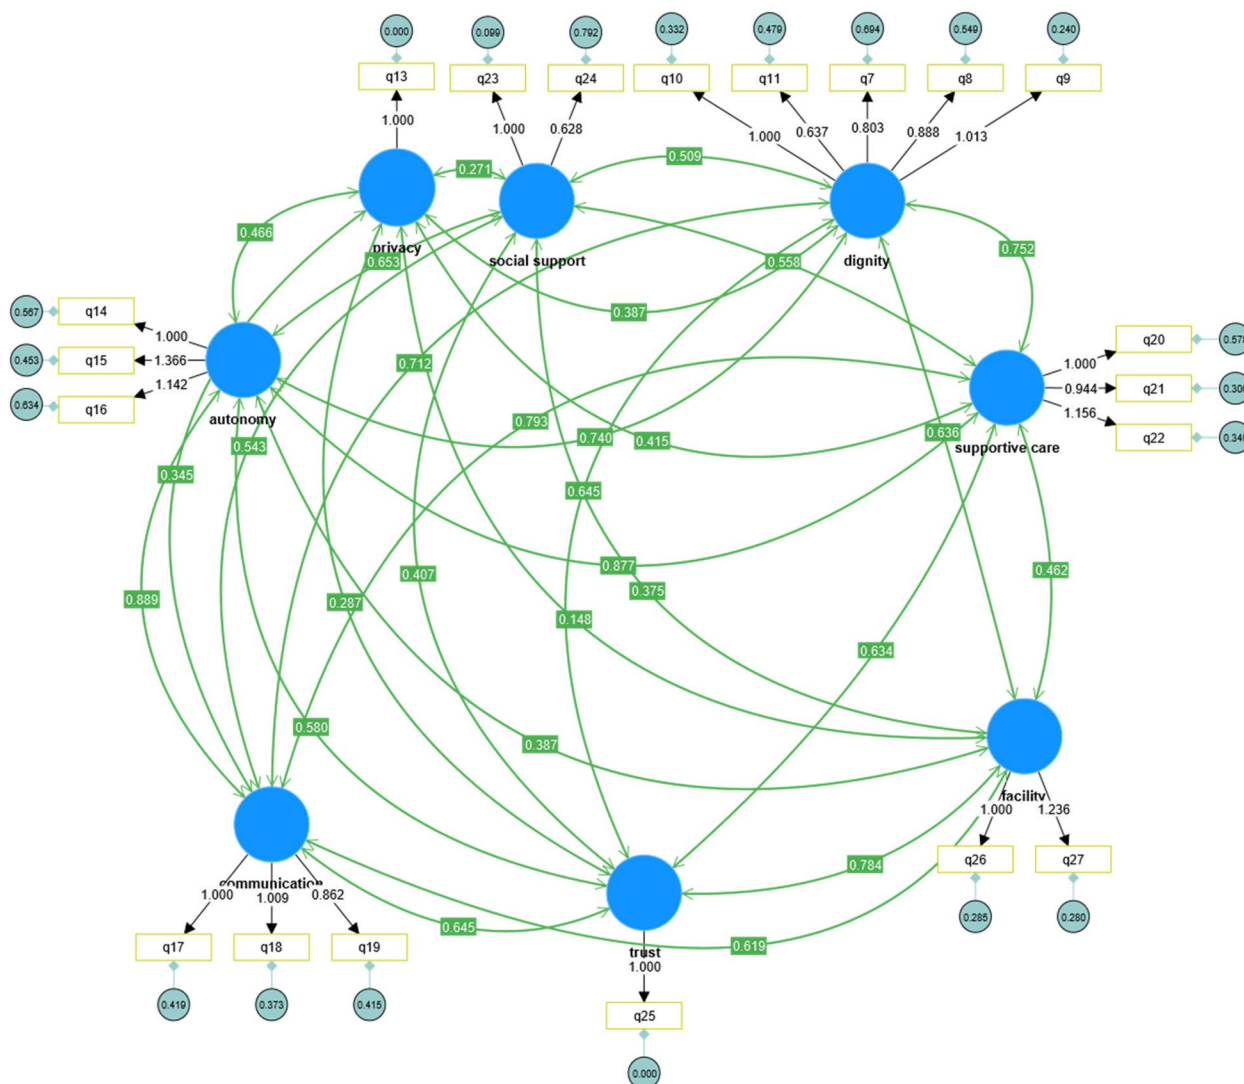 0.000 0.099 0.792 0.332 0.479 0.694 0.549 0.240
q13 q23 q24 q10 q11 q7 q8 q9
1.000 1.000 0.628 1.000 0.637 0.803 0.888 1.013
0.271 0.509
0.466 privacy 0.752
0.653 social support 0.558 dignity
0.387
0.567 q14 1.000
0.453 q15 1.366 0.712
0.634 q16 1.142
q20 1.000
q21 0.944
q22 1.156
autonomy 0.793
0.543 0.740 0.415 0.636 supportive care
0.345 0.645
0.877 0.462
0.407 0.375
0.889 0.287 0.148
0.634
0.580 0.387
facility
1.000 1.236
q26 q27
0.784
communication
1.000 1.009 0.862
0.285 0.280
0.645 0.619
q17 q18 q19
trust
1.000
0.419 0.373 0.415
q25
0.000